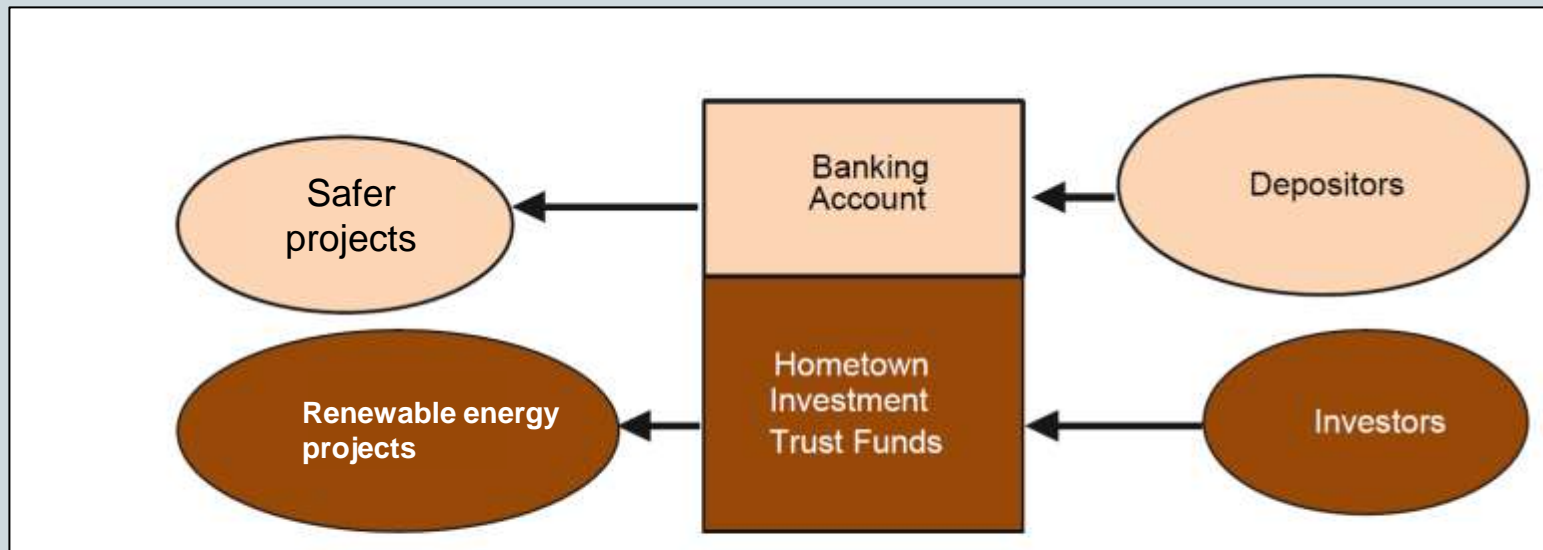 Safer
projects
Banking
Account
Depositors
Renewable energy
projects
Hometown
Investment
Trust Funds
Investors